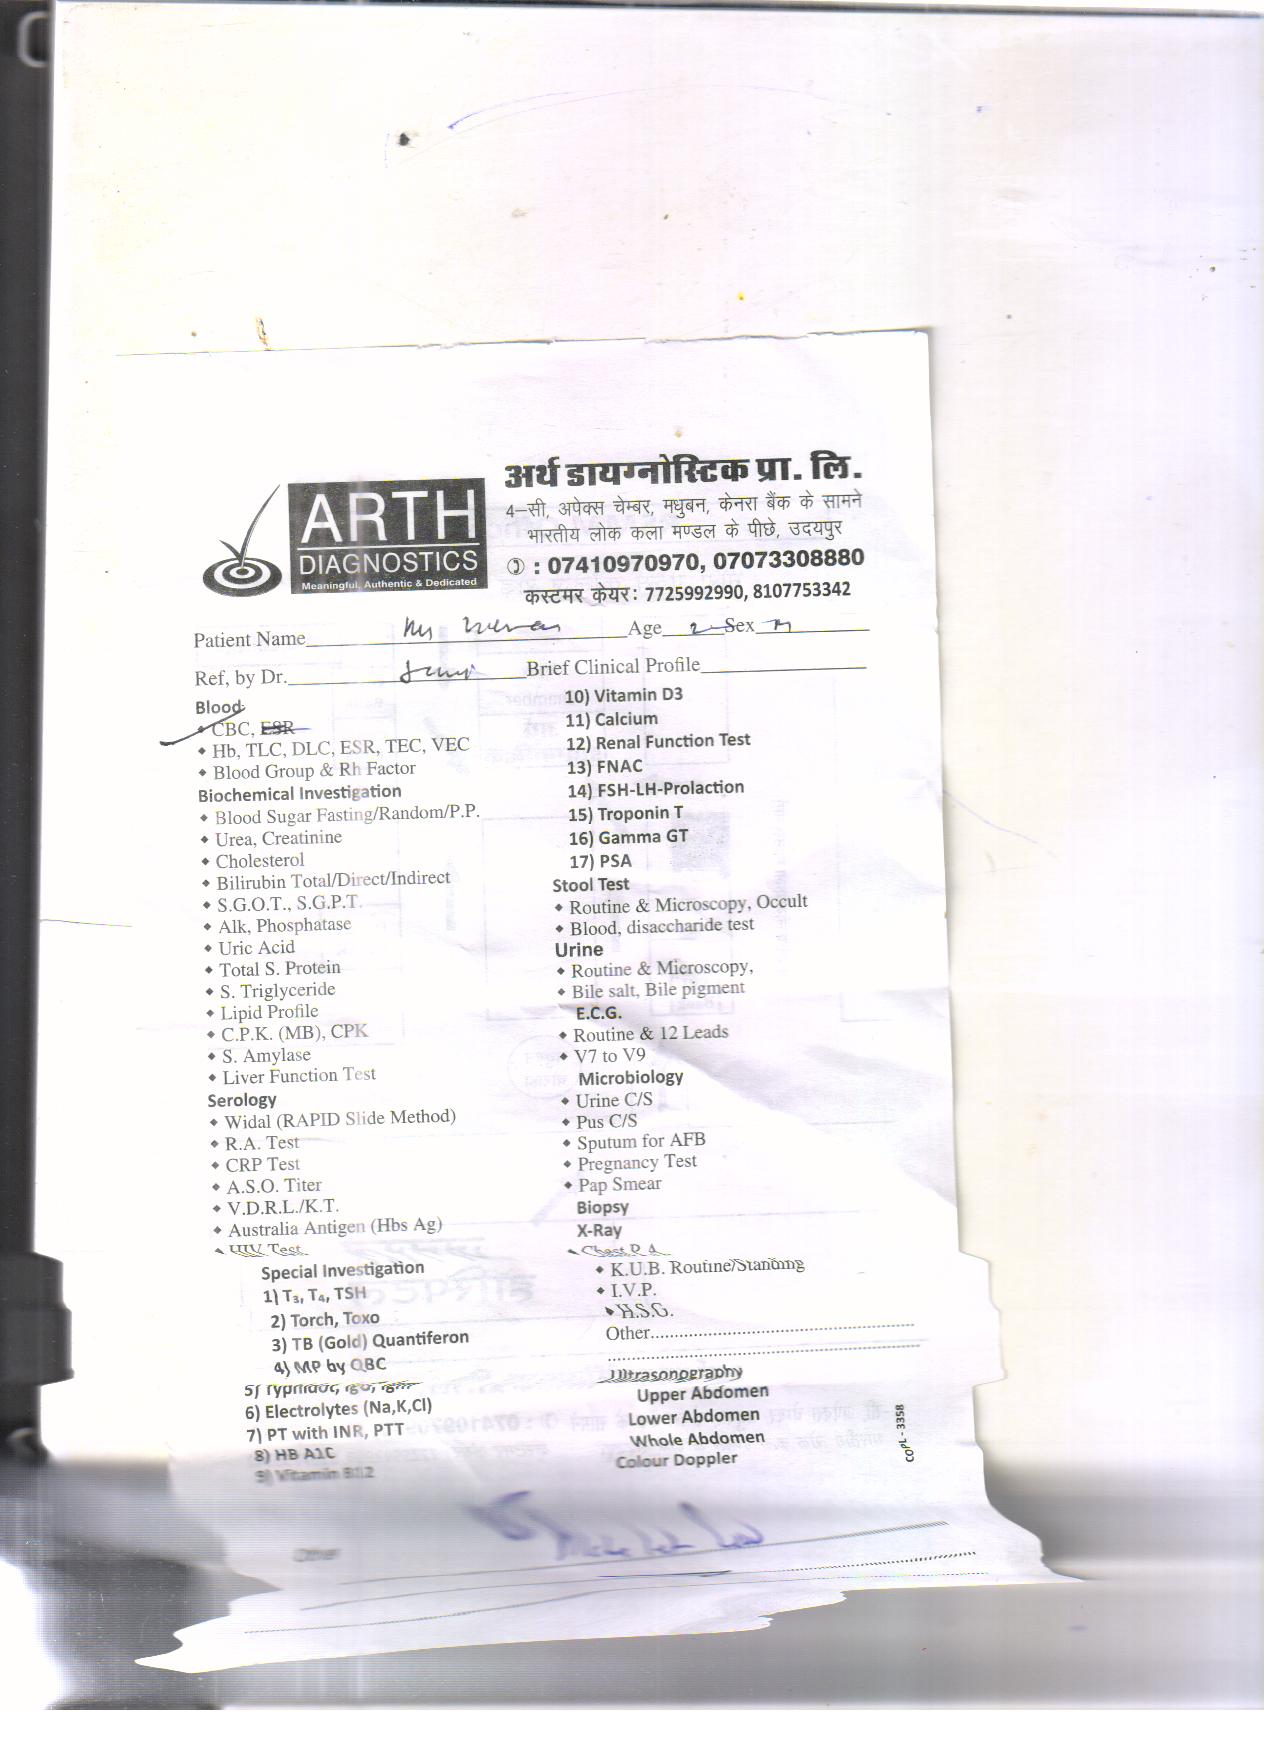 ARTH
DIAGNOSTICS
Meaningful, Authentic & Dedicated
अर्थ डायग्नोस्टिक प्रा. लि.
4–सी, अपेक्स चेम्बर, मधुबन, केनरा बैंक के सामने
भारतीय लोक कला मण्डल के पीछे, उदयपुर
: 07410970970, 07073308880
कस्टमर केयर: 7725992990, 8107753342
Patient Name Age 2 Sex M
Ref, by Dr. Brief Clinical Profile
Blood
CBC, ESR
Hb, TLC, DLC, ESR, TEC, VEC
Blood Group & Rh Factor
Biochemical Investigation
Blood Sugar Fasting/Random/P.P.
Urea, Creatinine
Cholesterol
Bilirubin Total/Direct/Indirect
S.G.O.T., S.G.P.T.
Alk, Phosphatase
Uric Acid
Total S. Protein
S. Triglyceride
Lipid Profile
C.P.K. (MB), CPK
S. Amylase
Liver Function Test
Serology
Widal (RAPID Slide Method)
R.A. Test
CRP Test
A.S.O. Titer
V.D.R.L./K.T.
Australia Antigen (Hbs Ag)
HIV Test
Special Investigation
1) T₃, T₄, TSH
2) Torch, Toxo
3) TB (Gold) Quantiferon
4) MP by QBC
5)
6) Electrolytes (Na,K,Cl)
7) PT with INR, PTT
8) HB A1C
9) Vitamin B12
10) Vitamin D3
11) Calcium
12) Renal Function Test
13) FNAC
14) FSH-LH-Prolaction
15) Troponin T
16) Gamma GT
17) PSA
Stool Test
Routine & Microscopy, Occult
Blood, disaccharide test
Urine
Routine & Microscopy,
Bile salt, Bile pigment
E.C.G.
Routine & 12 Leads
V7 to V9
Microbiology
Urine C/S
Pus C/S
Sputum for AFB
Pregnancy Test
Pap Smear
Biopsy
X-Ray
Chest P.A.
K.U.B. Routine/Standing
I.V.P.
H.S.G.
Other
Ultrasonography
Upper Abdomen
Lower Abdomen
Whole Abdomen
Colour Doppler
COPL - 3358
Other